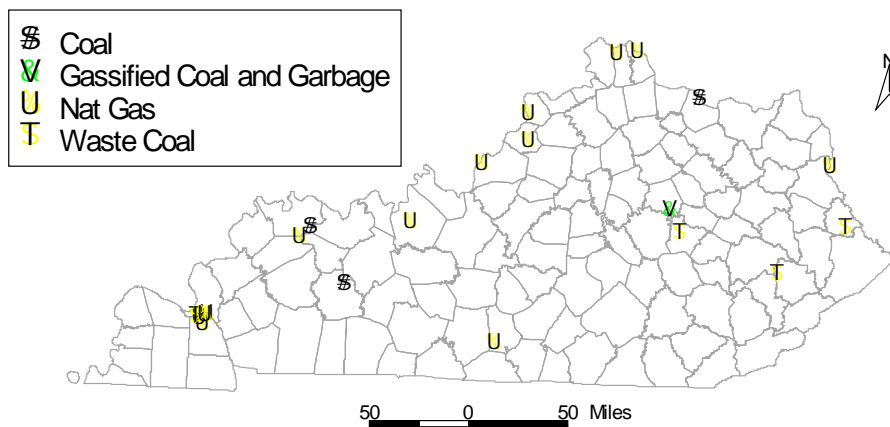 Coal
Gassified Coal and Garbage
Nat Gas
Waste Coal
N
U U
$
U
U
U
U
V
T
T
U
$
U
T
$
T U
U
U
50 0 50 Miles